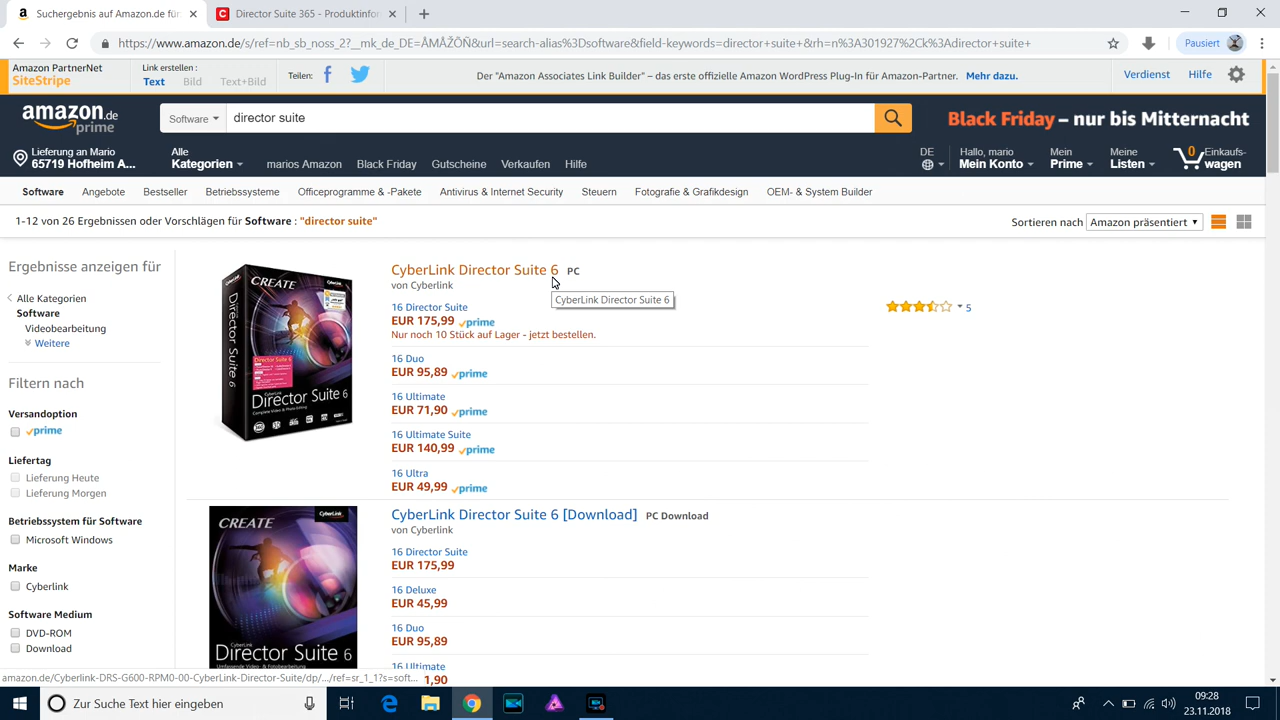 Suchergebnis auf Amazon.de für:
Director Suite 365 - Produktinfor
https://www.amazon.de/s/ref=nb_sb_noss_2?__mk_de_DE=ÅMÅŽÕÑ&url=search-alias%3Dsoftware&field-keywords=director+suite+&rh=n%3A301927%2Ck%3Adirector+suite+
Pausiert
Amazon PartnerNet
SiteStripe
Link erstellen:
Text Bild Text+Bild
Teilen:
Der "Amazon Associates Link Builder" – das erste offizielle Amazon WordPress Plug-In für Amazon-Partner. Mehr dazu.
Verdienst Hilfe
amazon.de
prime
Software
director suite
Black Friday – nur bis Mitternacht
Lieferung an Mario
65719 Hofheim A...
Alle
Kategorien
marios Amazon Black Friday Gutscheine Verkaufen Hilfe
DE
Hallo, mario
Mein Konto
Mein
Prime
Meine
Listen
0
Einkaufs-
wagen
Software Angebote Bestseller Betriebssysteme Officeprogramme & -Pakete Antivirus & Internet Security Steuern Fotografie & Grafikdesign OEM- & System Builder
1-12 von 26 Ergebnissen oder Vorschlägen für Software : "director suite"
Sortieren nach Amazon präsentiert
Ergebnisse anzeigen für
Alle Kategorien
Software
Videobearbeitung
Weitere
Filtern nach
Versandoption
prime
Liefertag
Lieferung Heute
Lieferung Morgen
Betriebssystem für Software
Microsoft Windows
Marke
Cyberlink
Software Medium
DVD-ROM
Download
CREATE
Director Suite 6
Director Suite 6
CyberLink Director Suite 6 PC
von Cyberlink
CyberLink Director Suite 6
16 Director Suite
EUR 175,99 prime
Nur noch 10 Stück auf Lager - jetzt bestellen.
16 Duo
EUR 95,89 prime
16 Ultimate
EUR 71,90 prime
16 Ultimate Suite
EUR 140,99 prime
16 Ultra
EUR 49,99 prime
5
CREATE
CyberLink
CyberLink
Director Suite 6
CyberLink Director Suite 6 [Download] PC Download
von Cyberlink
16 Director Suite
EUR 175,99
16 Deluxe
EUR 45,99
16 Duo
EUR 95,89
16 Ultimate
1,90
amazon.de/Cyberlink-DRS-G600-RPM0-00-CyberLink-Director-Suite/dp/.../ref=sr_1_1?s=soft...
Zur Suche Text hier eingeben
09:28
23.11.2018